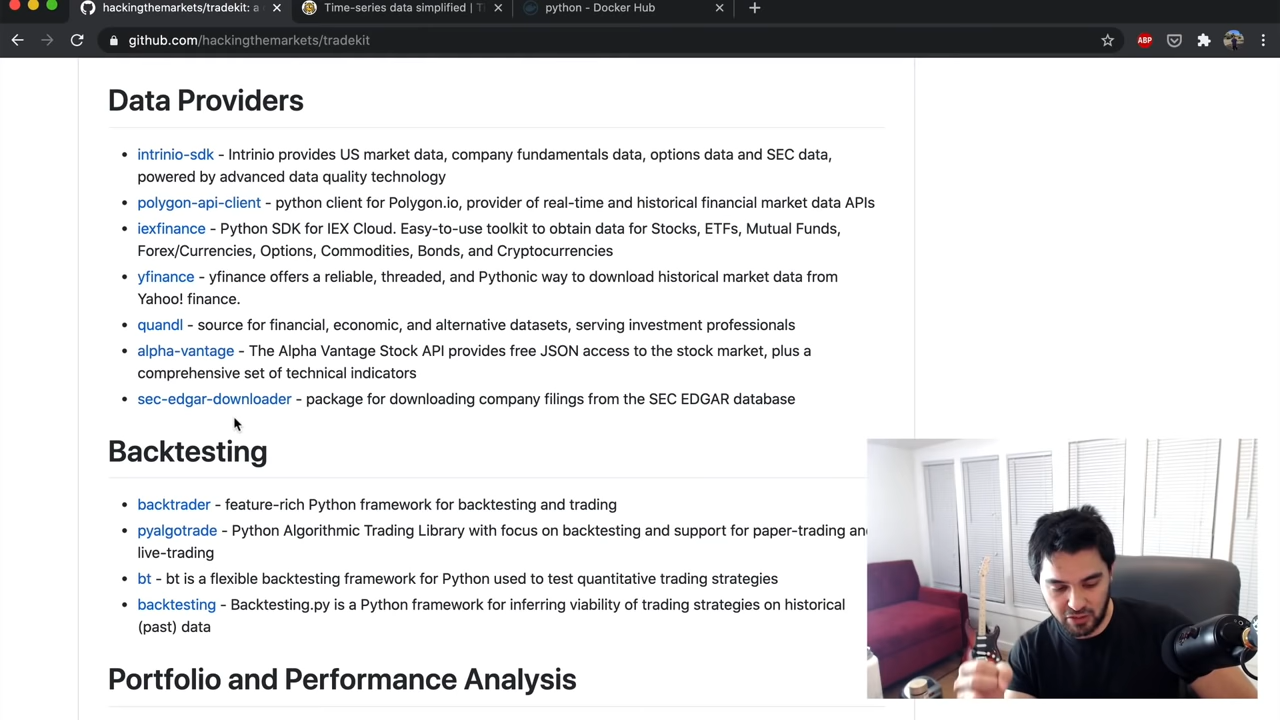 hackingthemarkets/tradekit: a
Time-series data simplified | Ti
python - Docker Hub
github.com/hackingthemarkets/tradekit
ABP
Data Providers
• intrinio-sdk - Intrinio provides US market data, company fundamentals data, options data and SEC data,
powered by advanced data quality technology
• polygon-api-client - python client for Polygon.io, provider of real-time and historical financial market data APIs
• iexfinance - Python SDK for IEX Cloud. Easy-to-use toolkit to obtain data for Stocks, ETFs, Mutual Funds,
Forex/Currencies, Options, Commodities, Bonds, and Cryptocurrencies
• yfinance - yfinance offers a reliable, threaded, and Pythonic way to download historical market data from
Yahoo! finance.
• quandl - source for financial, economic, and alternative datasets, serving investment professionals
• alpha-vantage - The Alpha Vantage Stock API provides free JSON access to the stock market, plus a
comprehensive set of technical indicators
• sec-edgar-downloader - package for downloading company filings from the SEC EDGAR database
Backtesting
• backtrader - feature-rich Python framework for backtesting and trading
• pyalgotrade - Python Algorithmic Trading Library with focus on backtesting and support for paper-trading and
live-trading
• bt - bt is a flexible backtesting framework for Python used to test quantitative trading strategies
• backtesting - Backtesting.py is a Python framework for inferring viability of trading strategies on historical
(past) data
Portfolio and Performance Analysis